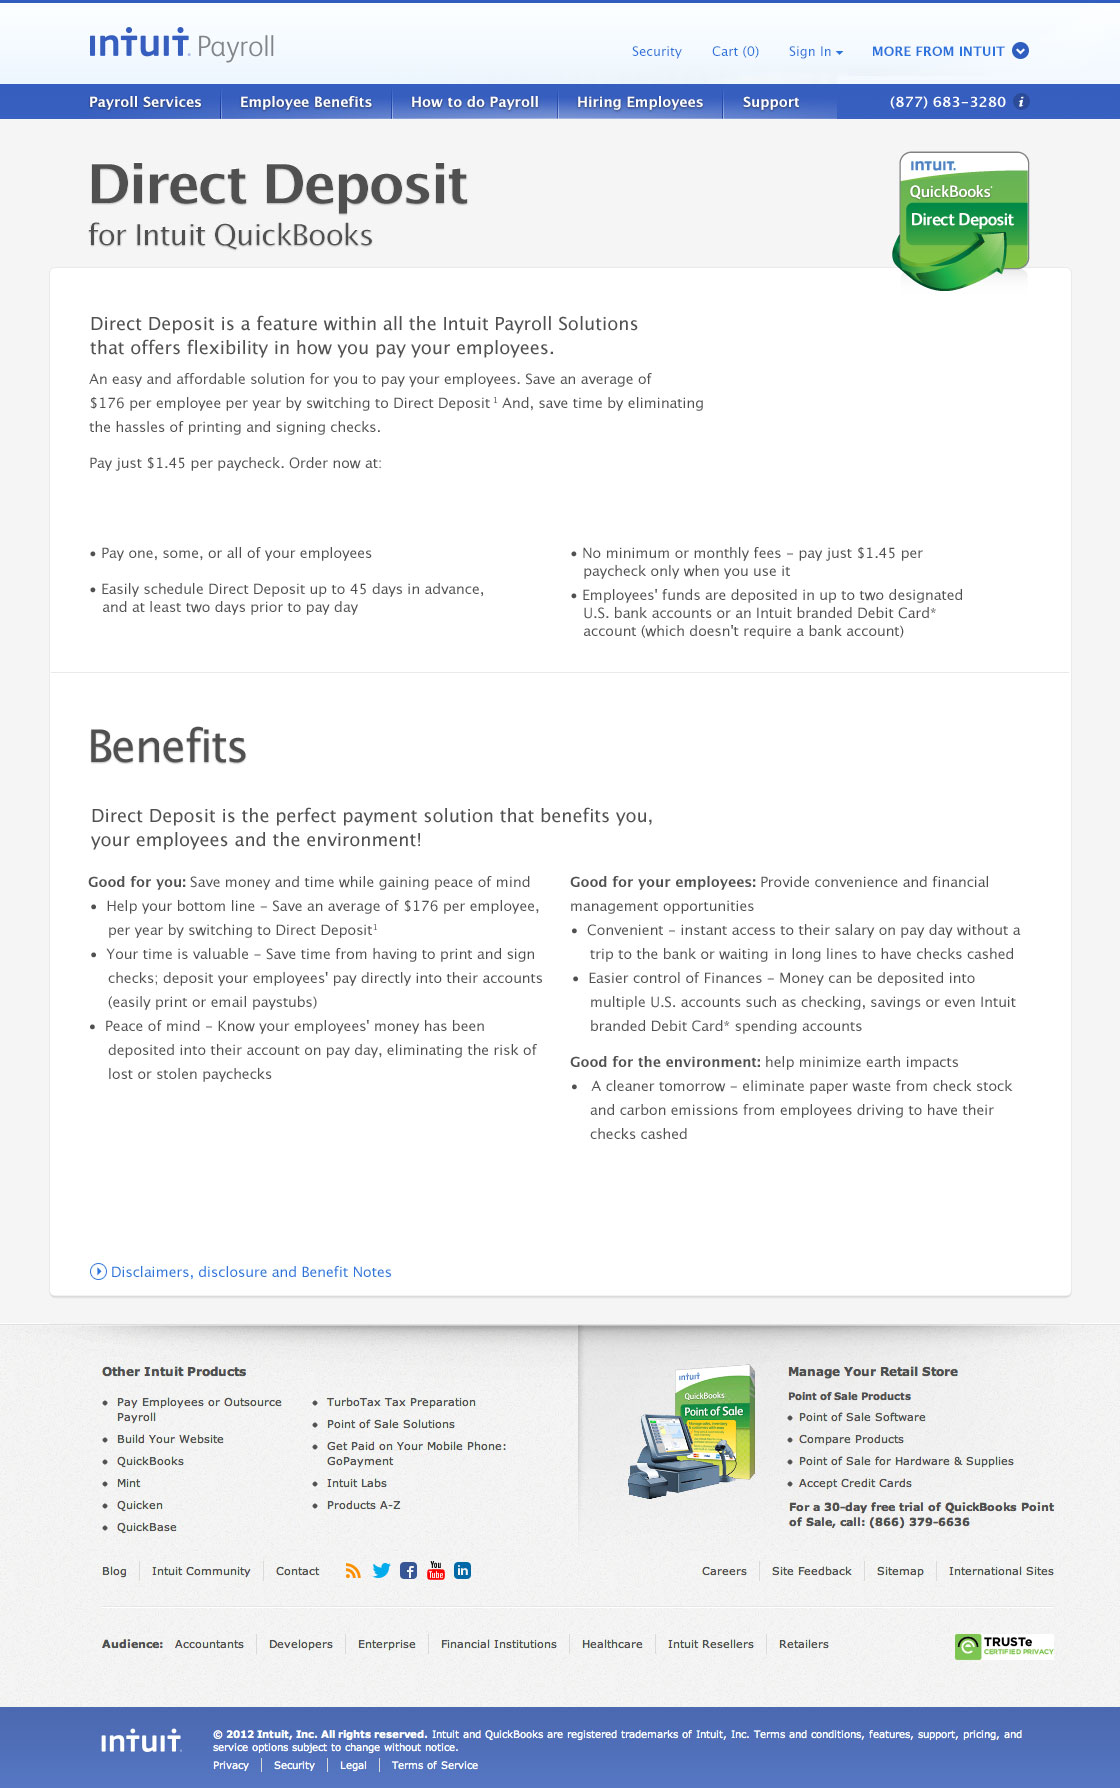 intuit. Payroll
Security Cart (0) Sign In MORE FROM INTUIT
Payroll Services Employee Benefits How to do Payroll Hiring Employees Support (877) 683-3280 i
Direct Deposit
for Intuit QuickBooks
INTUIT.
QuickBooks
Direct Deposit
Direct Deposit is a feature within all the Intuit Payroll Solutions
that offers flexibility in how you pay your employees.
An easy and affordable solution for you to pay your employees. Save an average of
$176 per employee per year by switching to Direct Deposit ¹ And, save time by eliminating
the hassles of printing and signing checks.
Pay just $1.45 per paycheck. Order now at:
• Pay one, some, or all of your employees
• Easily schedule Direct Deposit up to 45 days in advance,
and at least two days prior to pay day
• No minimum or monthly fees – pay just $1.45 per
paycheck only when you use it
• Employees' funds are deposited in up to two designated
U.S. bank accounts or an Intuit branded Debit Card*
account (which doesn't require a bank account)
Benefits
Direct Deposit is the perfect payment solution that benefits you,
your employees and the environment!
Good for you: Save money and time while gaining peace of mind
• Help your bottom line – Save an average of $176 per employee,
per year by switching to Direct Deposit¹
• Your time is valuable – Save time from having to print and sign
checks; deposit your employees' pay directly into their accounts
(easily print or email paystubs)
• Peace of mind – Know your employees' money has been
deposited into their account on pay day, eliminating the risk of
lost or stolen paychecks
Good for your employees: Provide convenience and financial
management opportunities
• Convenient – instant access to their salary on pay day without a
trip to the bank or waiting in long lines to have checks cashed
• Easier control of Finances – Money can be deposited into
multiple U.S. accounts such as checking, savings or even Intuit
branded Debit Card* spending accounts
Good for the environment: help minimize earth impacts
• A cleaner tomorrow – eliminate paper waste from check stock
and carbon emissions from employees driving to have their
checks cashed
Disclaimers, disclosure and Benefit Notes
Other Intuit Products
• Pay Employees or Outsource
Payroll
• Build Your Website
• QuickBooks
• Mint
• Quicken
• QuickBase
• TurboTax Tax Preparation
• Point of Sale Solutions
• Get Paid on Your Mobile Phone:
GoPayment
• Intuit Labs
• Products A-Z
intuit
QuickBooks
Point of Sale
Manage Your Retail Store
Point of Sale Products
• Point of Sale Software
• Compare Products
• Point of Sale for Hardware & Supplies
• Accept Credit Cards
For a 30-day free trial of QuickBooks Point
of Sale, call: (866) 379-6636
Blog Intuit Community Contact
f You Tube in
Careers Site Feedback Sitemap International Sites
Audience: Accountants Developers Enterprise Financial Institutions Healthcare Intuit Resellers Retailers
TRUSTe
CERTIFIED PRIVACY
intuit.
© 2012 Intuit, Inc. All rights reserved. Intuit and QuickBooks are registered trademarks of Intuit, Inc. Terms and conditions, features, support, pricing, and
service options subject to change without notice.
Privacy Security Legal Terms of Service